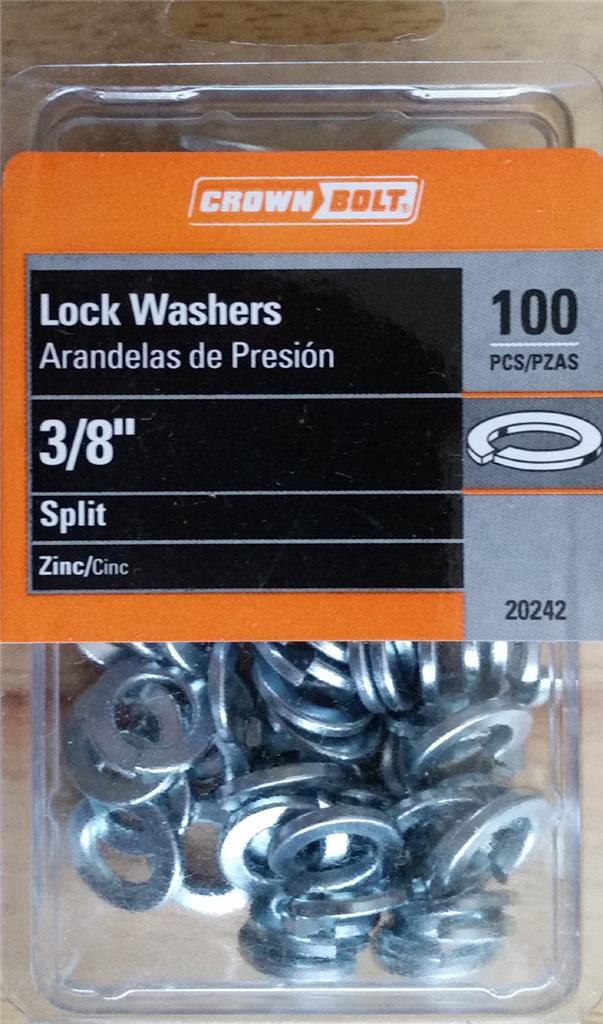 CROWN BOLT®
Lock Washers
Arandelas de Presión
100
PCS/PZAS
3/8"
Split
Zinc/Cinc
20242